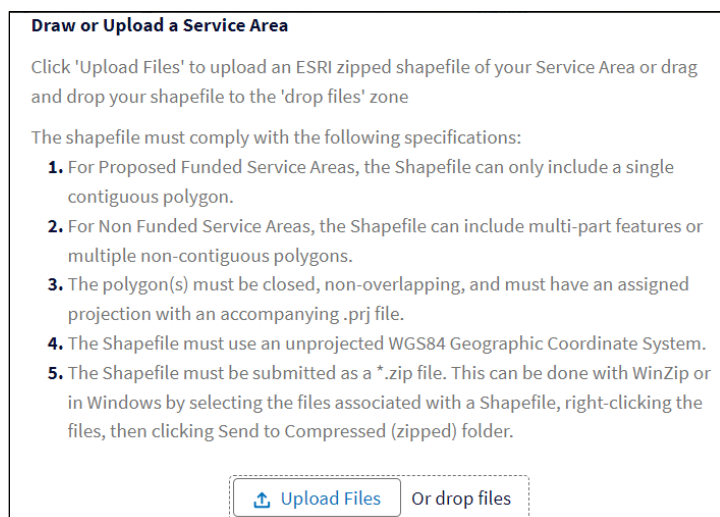 Draw or Upload a Service Area
Click 'Upload Files' to upload an ESRI zipped shapefile of your Service Area or drag
and drop your shapefile to the 'drop files' zone
The shapefile must comply with the following specifications:
1. For Proposed Funded Service Areas, the Shapefile can only include a single
contiguous polygon.
2. For Non Funded Service Areas, the Shapefile can include multi-part features or
multiple non-contiguous polygons.
3. The polygon(s) must be closed, non-overlapping, and must have an assigned
projection with an accompanying .prj file.
4. The Shapefile must use an unprojected WGS84 Geographic Coordinate System.
5. The Shapefile must be submitted as a *.zip file. This can be done with WinZip or
in Windows by selecting the files associated with a Shapefile, right-clicking the
files, then clicking Send to Compressed (zipped) folder.
Upload Files Or drop files